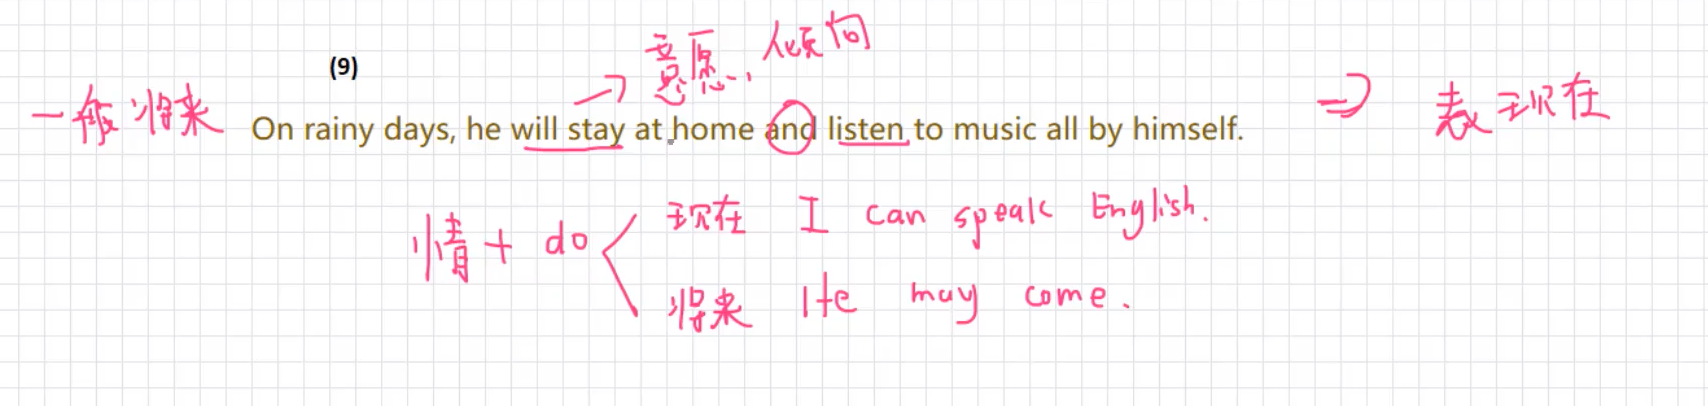 意愿、倾向
(9)
一般将来 On rainy days, he will stay at home and listen to music all by himself. => 表现在
情+ do < 现在 I can speak English.
将来 He may come.